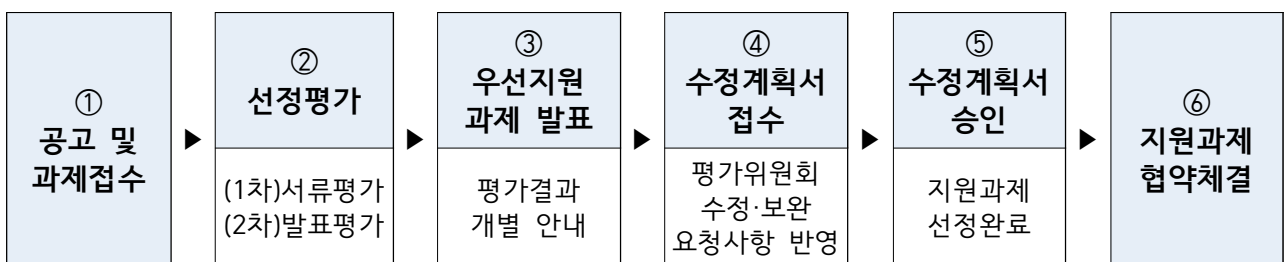 ①
공고 및
과제접수
▶
②
선정평가
(1차)서류평가
(2차)발표평가
▶
③
우선지원
과제 발표
평가결과
개별 안내
▶
④
수정계획서
접수
평가위원회
수정·보완
요청사항 반영
▶
⑤
수정계획서
승인
지원과제
선정완료
▶
⑥
지원과제
협약체결